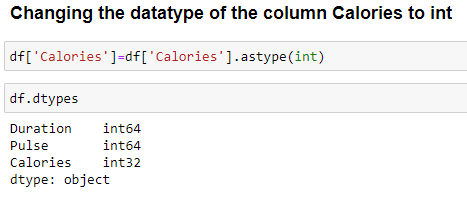 Changing the datatype of the column Calories to int
df['Calories']=df['Calories'].astype(int)
df.dtypes
Duration    int64
Pulse       int64
Calories    int32
dtype: object